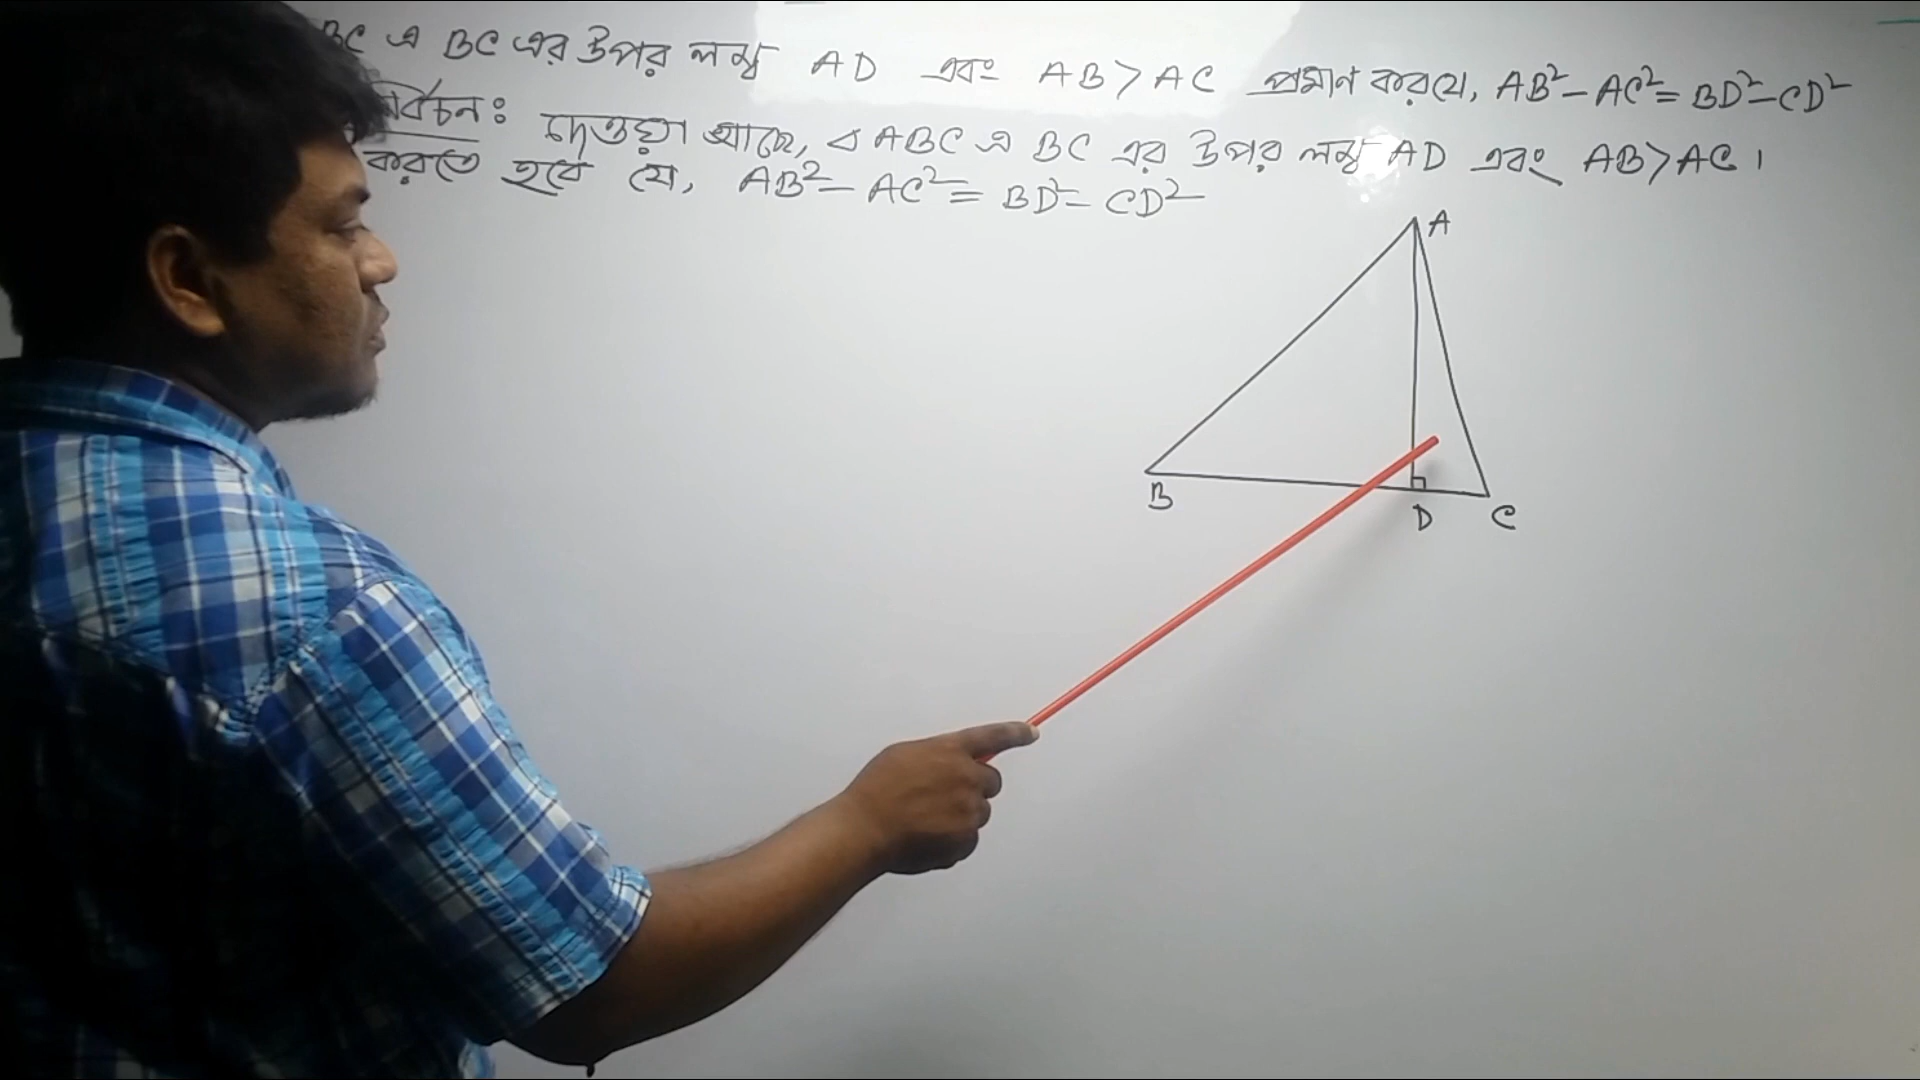 BC এ BC এর উপর লম্ব AD এবং AB > AC প্রমাণ কর যে, AB² – AC² = BD² – CD²
র্বচন: দেওয়া আছে, △ ABC এ BC এর উপর লম্ব AD এবং AB > AC।
করতে হবে যে, AB² – AC² = BD² – CD²
A
B
D
C